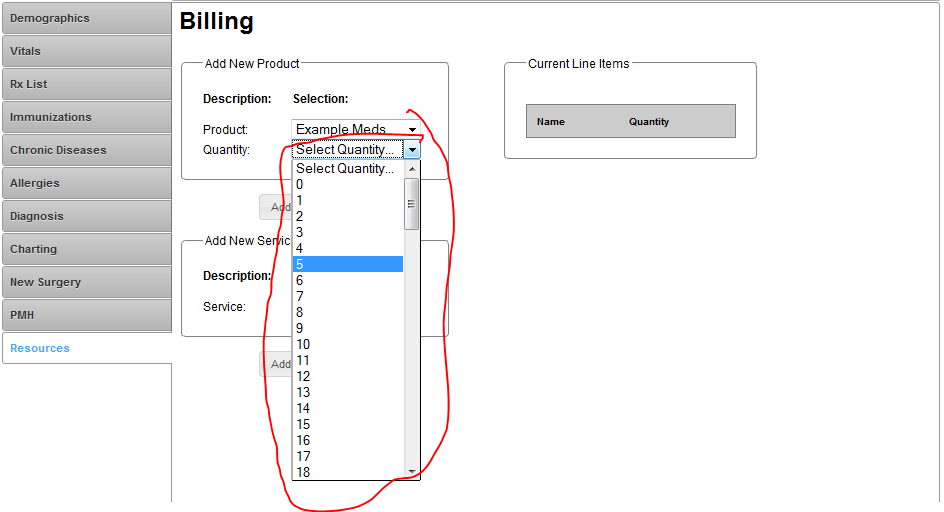 Demographics
Vitals
Rx List
Immunizations
Chronic Diseases
Allergies
Diagnosis
Charting
New Surgery
PMH
Resources
Billing
Add New Product
Description: Selection:
Product: Example Meds
Quantity: Select Quantity...
Select Quantity...
0
1
2
3
4
5
6
7
8
9
10
11
12
13
14
15
16
17
18
Add
Add New Servic
Description:
Service:
Add
Current Line Items
Name Quantity